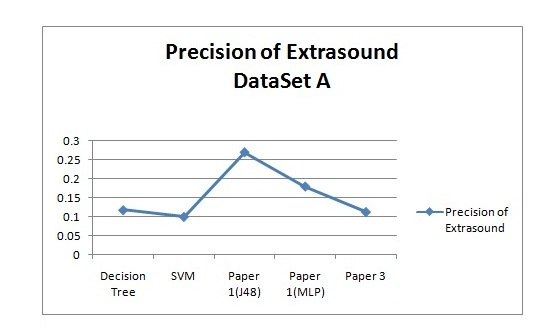 Precision of Extrasound
DataSet A
0.3
0.25
0.2
0.15
0.1
0.05
0
Decision
Tree
SVM
Paper
1(J48)
Paper
1(MLP)
Paper 3
Precision of
Extrasound